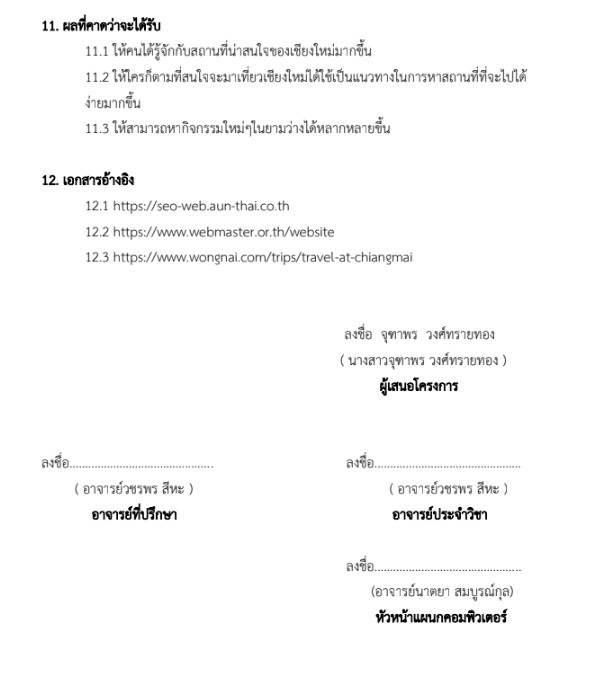 11. ผลที่คาดว่าจะได้รับ
11.1 ให้คนได้รู้จักกับสถานที่น่าสนใจของเชียงใหม่มากขึ้น
11.2 ให้ใครก็ตามที่สนใจจะมาเที่ยวเชียงใหม่ได้ใช้เป็นแนวทางในการหาสถานที่ที่จะไปได้
ง่ายมากขึ้น
11.3 ให้สามารถหากิจกรรมใหม่ๆในยามว่างได้หลากหลายขึ้น
12. เอกสารอ้างอิง
12.1 https://seo-web.aun-thai.co.th
12.2 https://www.webmaster.or.th/website
12.3 https://www.wongnai.com/trips/travel-at-chiangmai
ลงชื่อ จุฑาพร วงศ์ทรายทอง
( นางสาวจุฑาพร วงศ์ทรายทอง )
ผู้เสนอโครงการ
ลงชื่อ.............................................. ลงชื่อ...............................................
( อาจารย์วชรพร สีหะ ) ( อาจารย์วชรพร สีหะ )
อาจารย์ที่ปรึกษา อาจารย์ประจำวิชา
ลงชื่อ...............................................
(อาจารย์นาตยา สมบูรณ์กุล)
หัวหน้าแผนกคอมพิวเตอร์